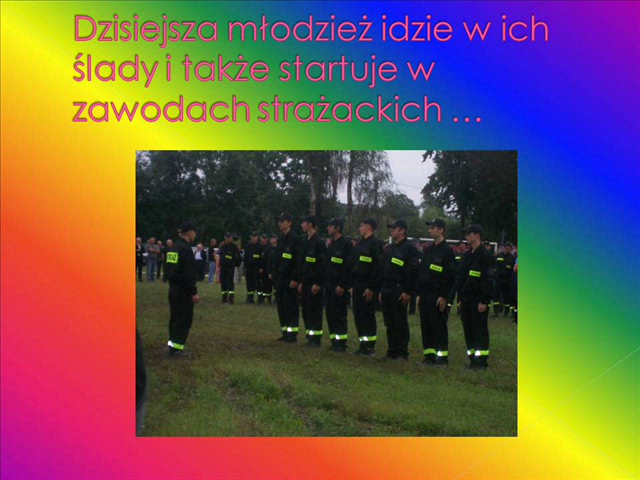 Dzisiejsza młodzież idzie w ich
ślady i także startuje w
zawodach strażackich ...